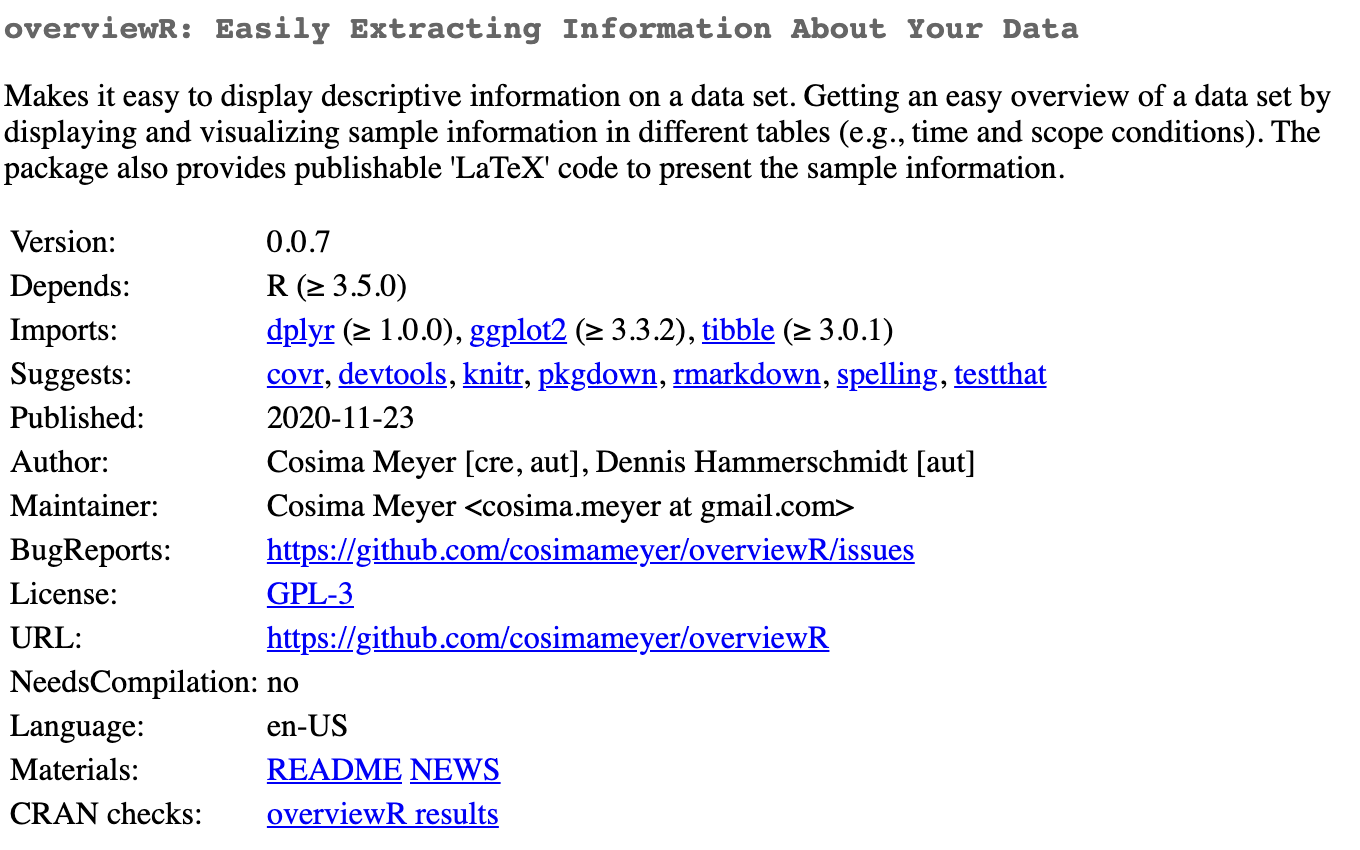 overviewR: Easily Extracting Information About Your Data
Makes it easy to display descriptive information on a data set. Getting an easy overview of a data set by
displaying and visualizing sample information in different tables (e.g., time and scope conditions). The
package also provides publishable 'LaTeX' code to present the sample information.
Version: 0.0.7
Depends: R (≥ 3.5.0)
Imports: dplyr (≥ 1.0.0), ggplot2 (≥ 3.3.2), tibble (≥ 3.0.1)
Suggests: covr, devtools, knitr, pkgdown, rmarkdown, spelling, testthat
Published: 2020-11-23
Author: Cosima Meyer [cre, aut], Dennis Hammerschmidt [aut]
Maintainer: Cosima Meyer <cosima.meyer at gmail.com>
BugReports: https://github.com/cosimameyer/overviewR/issues
License: GPL-3
URL: https://github.com/cosimameyer/overviewR
NeedsCompilation: no
Language: en-US
Materials: README NEWS
CRAN checks: overviewR results